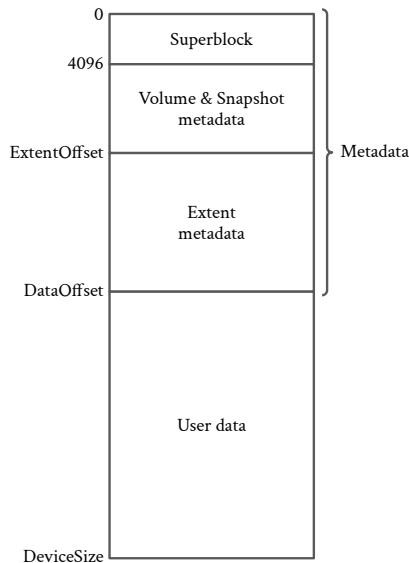 0
Superblock
4096
Volume & Snapshot
metadata
ExtentOffset
Metadata
Extent
metadata
DataOffset
User data
DeviceSize